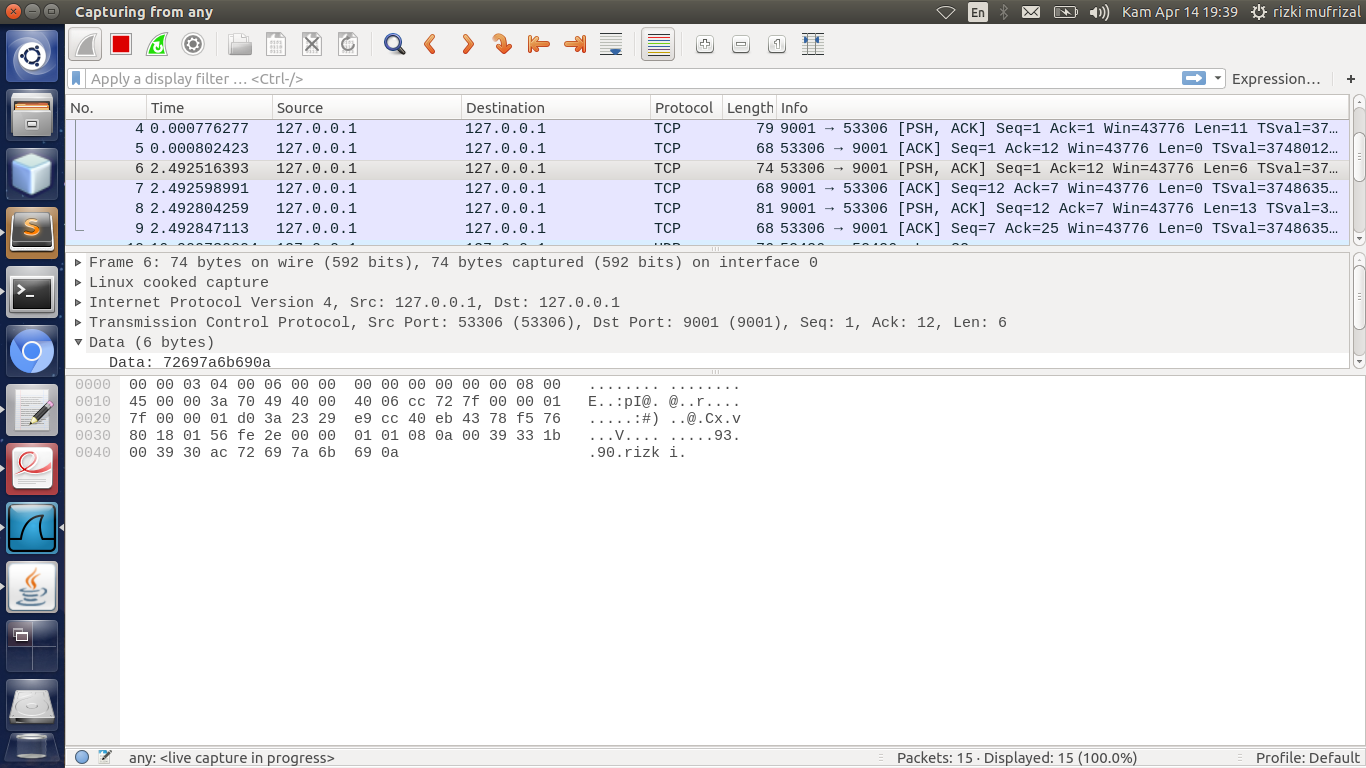 Capturing from any
En
Kam Apr 14 19:39
rizki mufrizal
Apply a display filter … <Ctrl-/>
Expression…
+
No. Time Source Destination Protocol Length Info
4 0.000776277 127.0.0.1 127.0.0.1 TCP 79 9001 → 53306 [PSH, ACK] Seq=1 Ack=1 Win=43776 Len=11 TSval=37…
5 0.000802423 127.0.0.1 127.0.0.1 TCP 68 53306 → 9001 [ACK] Seq=1 Ack=12 Win=43776 Len=0 TSval=3748012…
6 2.492516393 127.0.0.1 127.0.0.1 TCP 74 53306 → 9001 [PSH, ACK] Seq=1 Ack=12 Win=43776 Len=6 TSval=37…
7 2.492598991 127.0.0.1 127.0.0.1 TCP 68 9001 → 53306 [ACK] Seq=12 Ack=7 Win=43776 Len=0 TSval=3748635…
8 2.492804259 127.0.0.1 127.0.0.1 TCP 81 9001 → 53306 [PSH, ACK] Seq=12 Ack=7 Win=43776 Len=13 TSval=3…
9 2.492847113 127.0.0.1 127.0.0.1 TCP 68 53306 → 9001 [ACK] Seq=7 Ack=25 Win=43776 Len=0 TSval=3748635…
Frame 6: 74 bytes on wire (592 bits), 74 bytes captured (592 bits) on interface 0
Linux cooked capture
Internet Protocol Version 4, Src: 127.0.0.1, Dst: 127.0.0.1
Transmission Control Protocol, Src Port: 53306 (53306), Dst Port: 9001 (9001), Seq: 1, Ack: 12, Len: 6
Data (6 bytes)
Data: 72697a6b690a
0000 00 00 03 04 00 06 00 00 00 00 00 00 00 00 08 00 ........ ........
0010 45 00 00 3a 70 49 40 00 40 06 cc 72 7f 00 00 01 E..:pI@. @..r....
0020 7f 00 00 01 d0 3a 23 29 e9 cc 40 eb 43 78 f5 76 .....:#) ..@.Cx.v
0030 80 18 01 56 fe 2e 00 00 01 01 08 0a 00 39 33 1b ...V.... .....93.
0040 00 39 30 ac 72 69 7a 6b 69 0a .90.rizk i.
any: <live capture in progress>
Packets: 15 · Displayed: 15 (100.0%)
Profile: Default